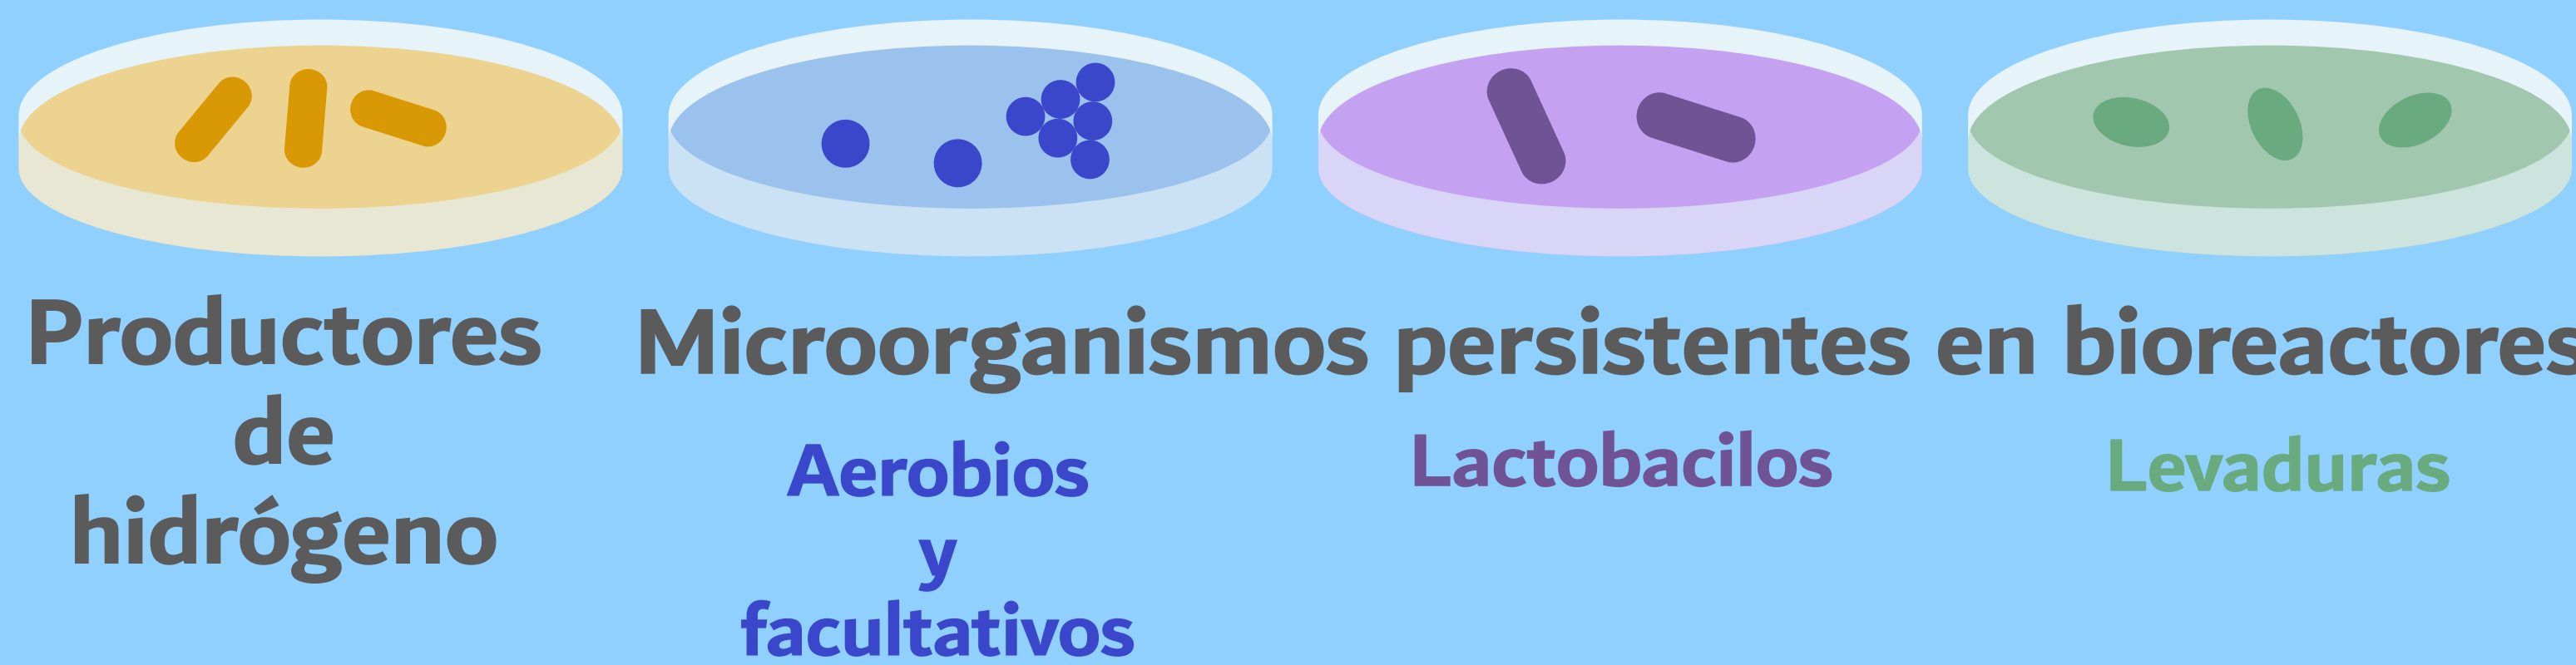 Productores
de
hidrógeno
Microorganismos persistentes en bioreactores
Aerobios
y
facultativos
Lactobacilos
Levaduras